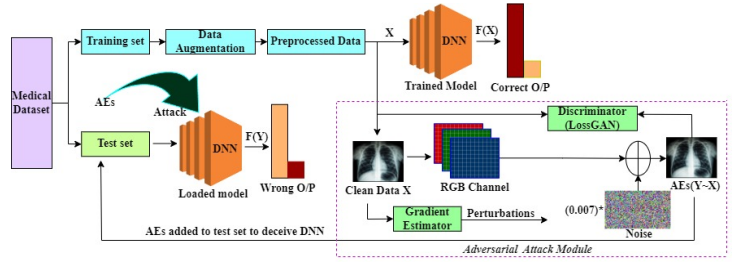 Medical
Dataset
Training set
Data
Augmentation
Preprocessed Data
X
DNN
Trained Model
F(X)
Correct O/P
AEs
Attack
Test set
DNN
Loaded model
F(Y)
Wrong O/P
Discriminator
(LossGAN)
Clean Data X
RGB Channel
AEs(Y~X)
Gradient
Estimator
Perturbations
(0.007)*
Noise
AEs added to test set to deceive DNN
Adversarial Attack Module